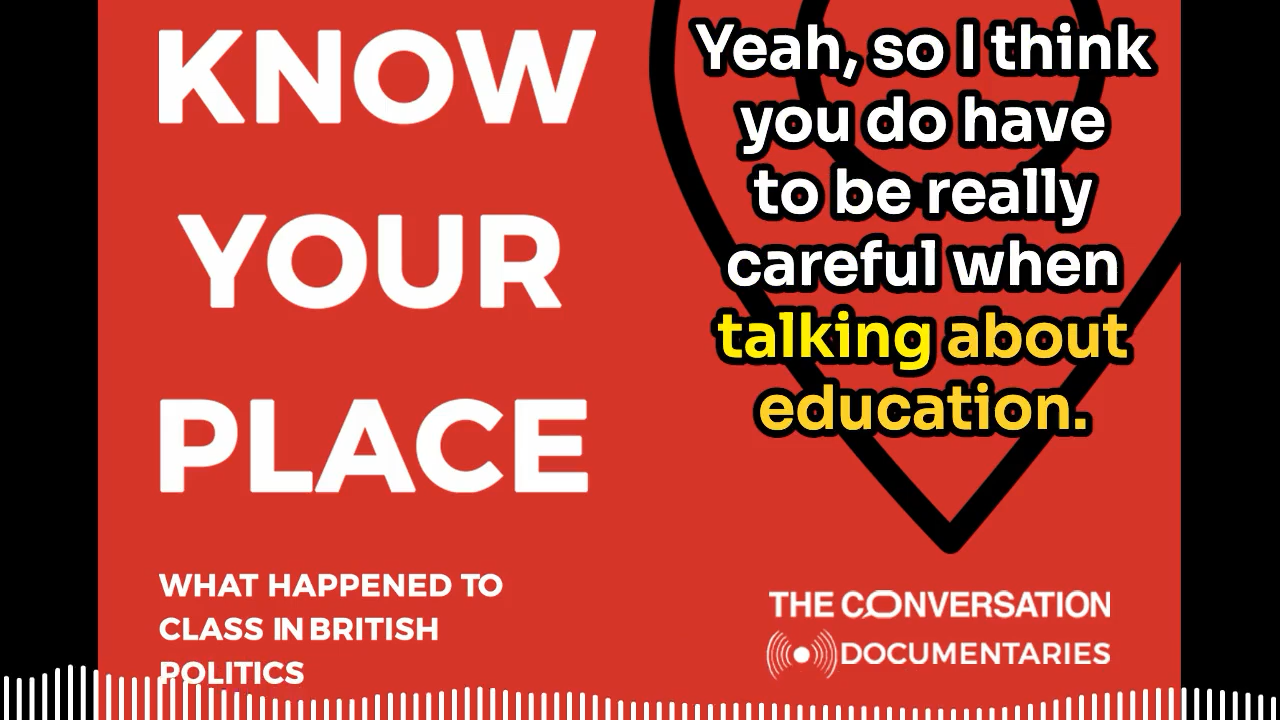 KNOW
YOUR
PLACE
WHAT HAPPENED TO
CLASS IN BRITISH
POLITICS
Yeah, so I think
you do have
to be really
careful when
talking about
education.
THE CONVERSATION
DOCUMENTARIES